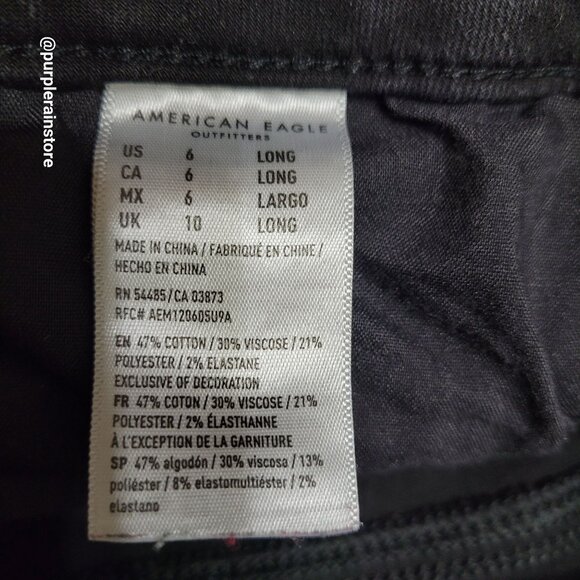 @purplerainstore
AMERICAN EAGLE
OUTFITTERS
US 6 LONG
CA 6 LONG
MX 6 LARGO
UK 10 LONG
MADE IN CHINA / FABRIQUÉ EN CHINE /
HECHO EN CHINA
RN 54485/CA 03873
RFC# AEM120605U9A
EN 47% COTTON / 30% VISCOSE / 21%
POLYESTER / 2% ELASTANE
EXCLUSIVE OF DECORATION
FR 47% COTON / 30% VISCOSE / 21%
POLYESTER / 2% ÉLASTHANNE
À L'EXCEPTION DE LA GARNITURE
SP 47% algodón / 30% viscosa / 13%
poliéster / 8% elastomultiéster / 2%
elastano